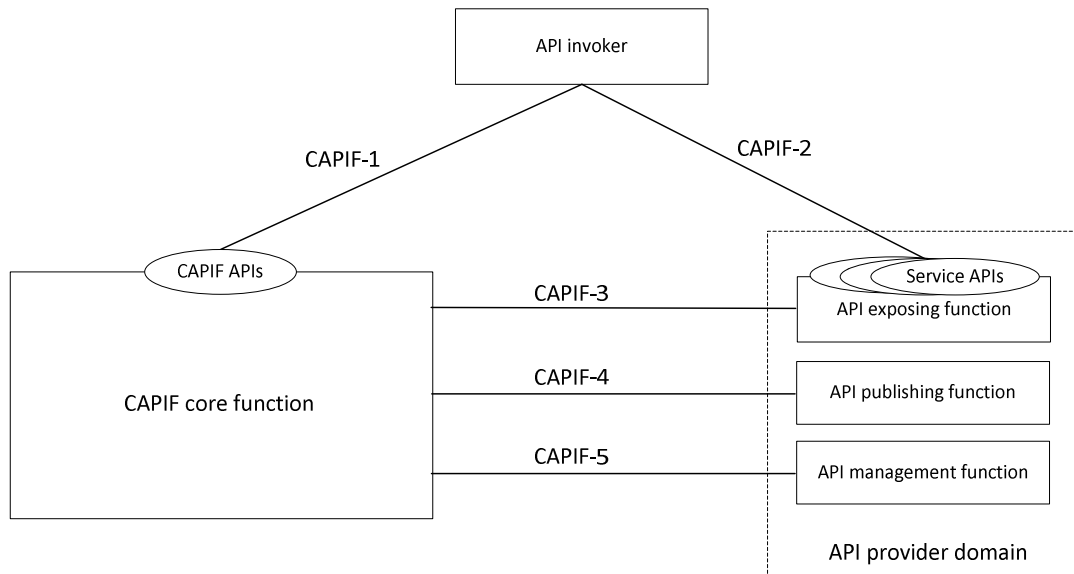 API invoker
CAPIF-1
CAPIF-2
CAPIF APIs
Service APIs
CAPIF-3
API exposing function
CAPIF-4
API publishing function
CAPIF core function
CAPIF-5
API management function
API provider domain